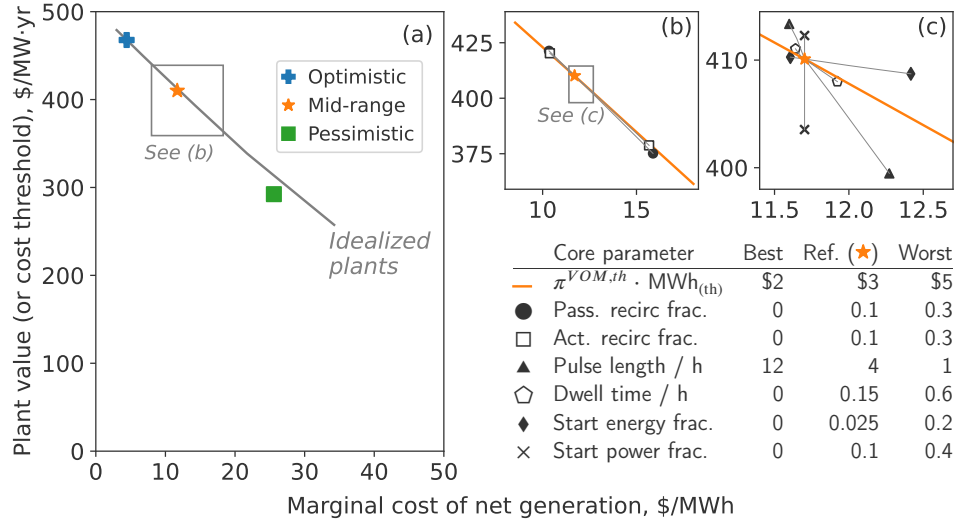 Plant value (or cost threshold), $/MW·yr
500
400
300
200
100
0
0
10
20
30
40
50
(a)
Optimistic
Mid-range
Pessimistic
See (b)
Idealized
plants
(b)
425
400
375
10
15
See (c)
(c)
410
400
11.5
12.0
12.5
Marginal cost of net generation, $/MWh
Core parameter Best Ref. (★) Worst
π^{VOM,th} · MWh_{(th)} $2 $3 $5
Pass. recirc frac. 0 0.1 0.3
Act. recirc frac. 0 0.1 0.3
Pulse length / h 12 4 1
Dwell time / h 0 0.15 0.6
Start energy frac. 0 0.025 0.2
Start power frac. 0 0.1 0.4